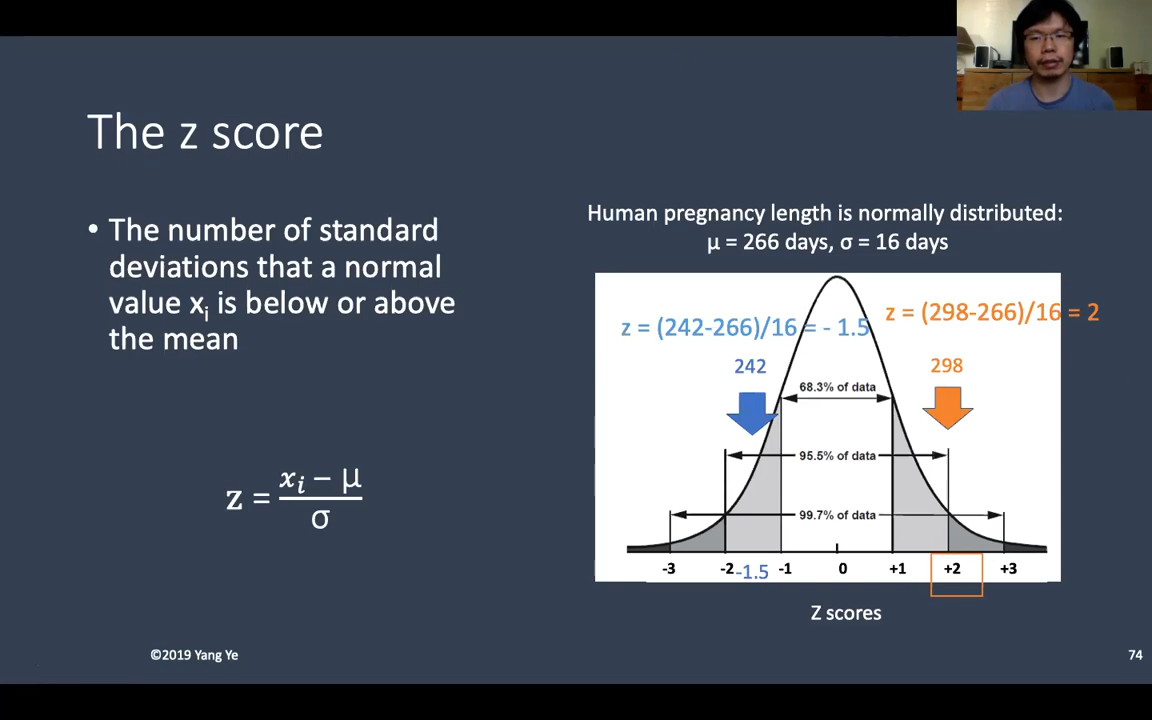 The z score
• The number of standard
deviations that a normal
value xᵢ is below or above
the mean
z = (xᵢ − μ) / σ
Human pregnancy length is normally distributed:
μ = 266 days, σ = 16 days
z = (242-266)/16 = - 1.5
z = (298-266)/16 = 2
242
298
68.3% of data
95.5% of data
99.7% of data
-3 -2 -1.5 -1 0 +1 +2 +3
Z scores
©2019 Yang Ye
74